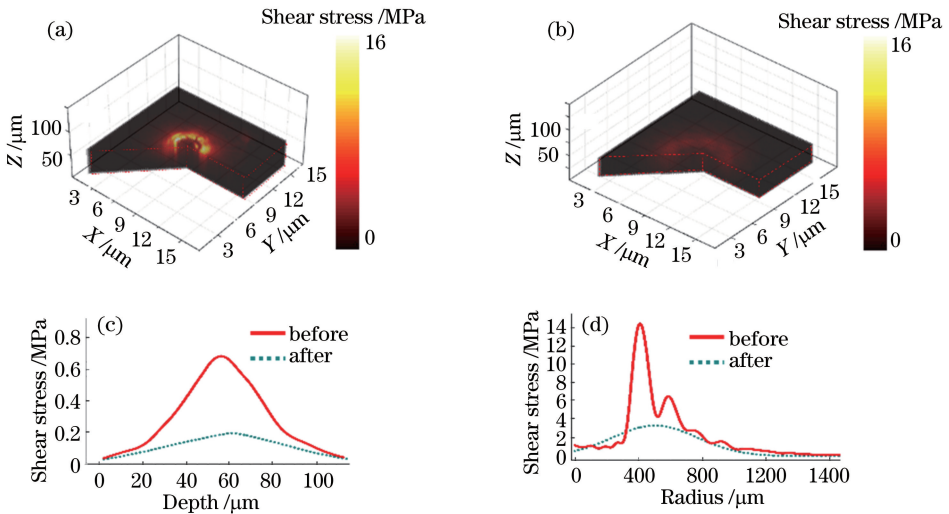 (a)
Shear stress /MPa
16
0
Z /μm
100
50
3
6
9
12
15
X /μm
3
6
9
12
15
Y /μm
(b)
Shear stress /MPa
16
0
Z /μm
100
50
3
6
9
12
15
X /μm
3
6
9
12
15
Y /μm
(c)
before
after
Shear stress /MPa
0.8
0.6
0.4
0.2
0
0 20 40 60 80 100
Depth /μm
(d)
before
after
Shear stress /MPa
14
12
10
8
6
4
2
0
0 400 800 1200 1400
Radius /μm